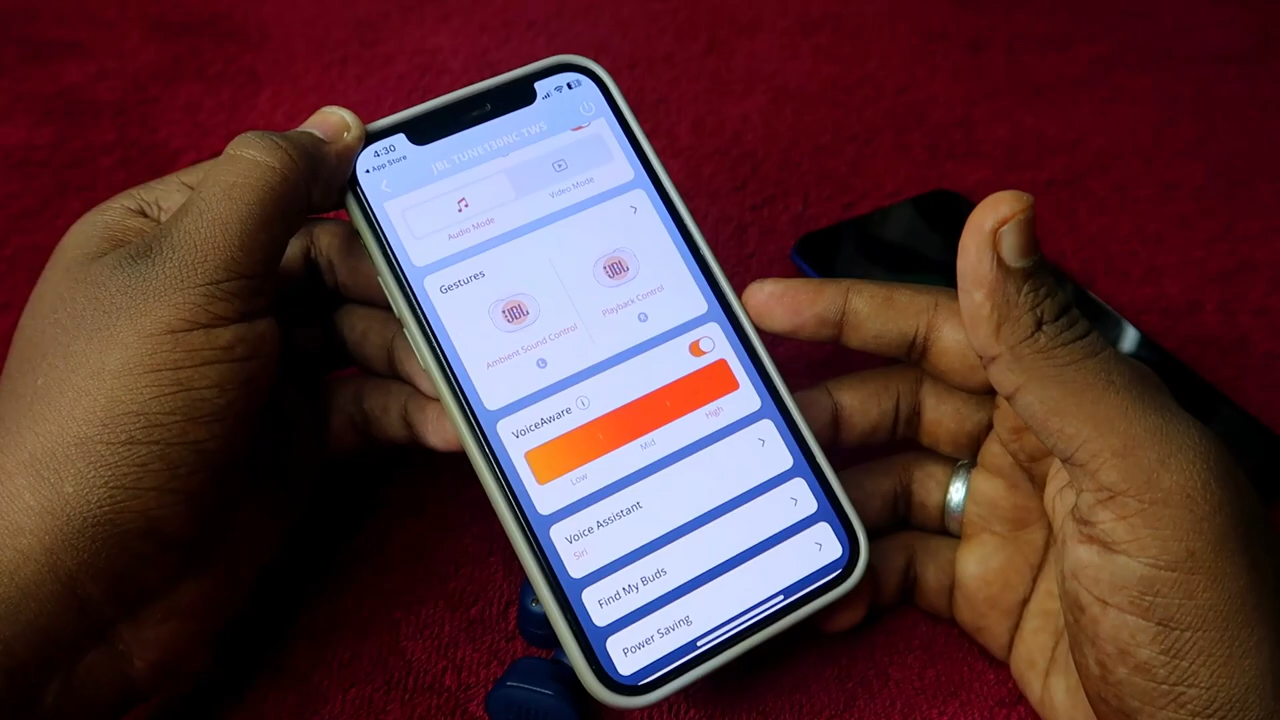 4:30
◂ App Store
JBL TUNE130NC TWS
Audio Mode
Video Mode
Gestures
JBL
JBL
Ambient Sound Control
Playback Control
L
R
VoiceAware
Low
Mid
High
Voice Assistant
Siri
Find My Buds
Power Saving